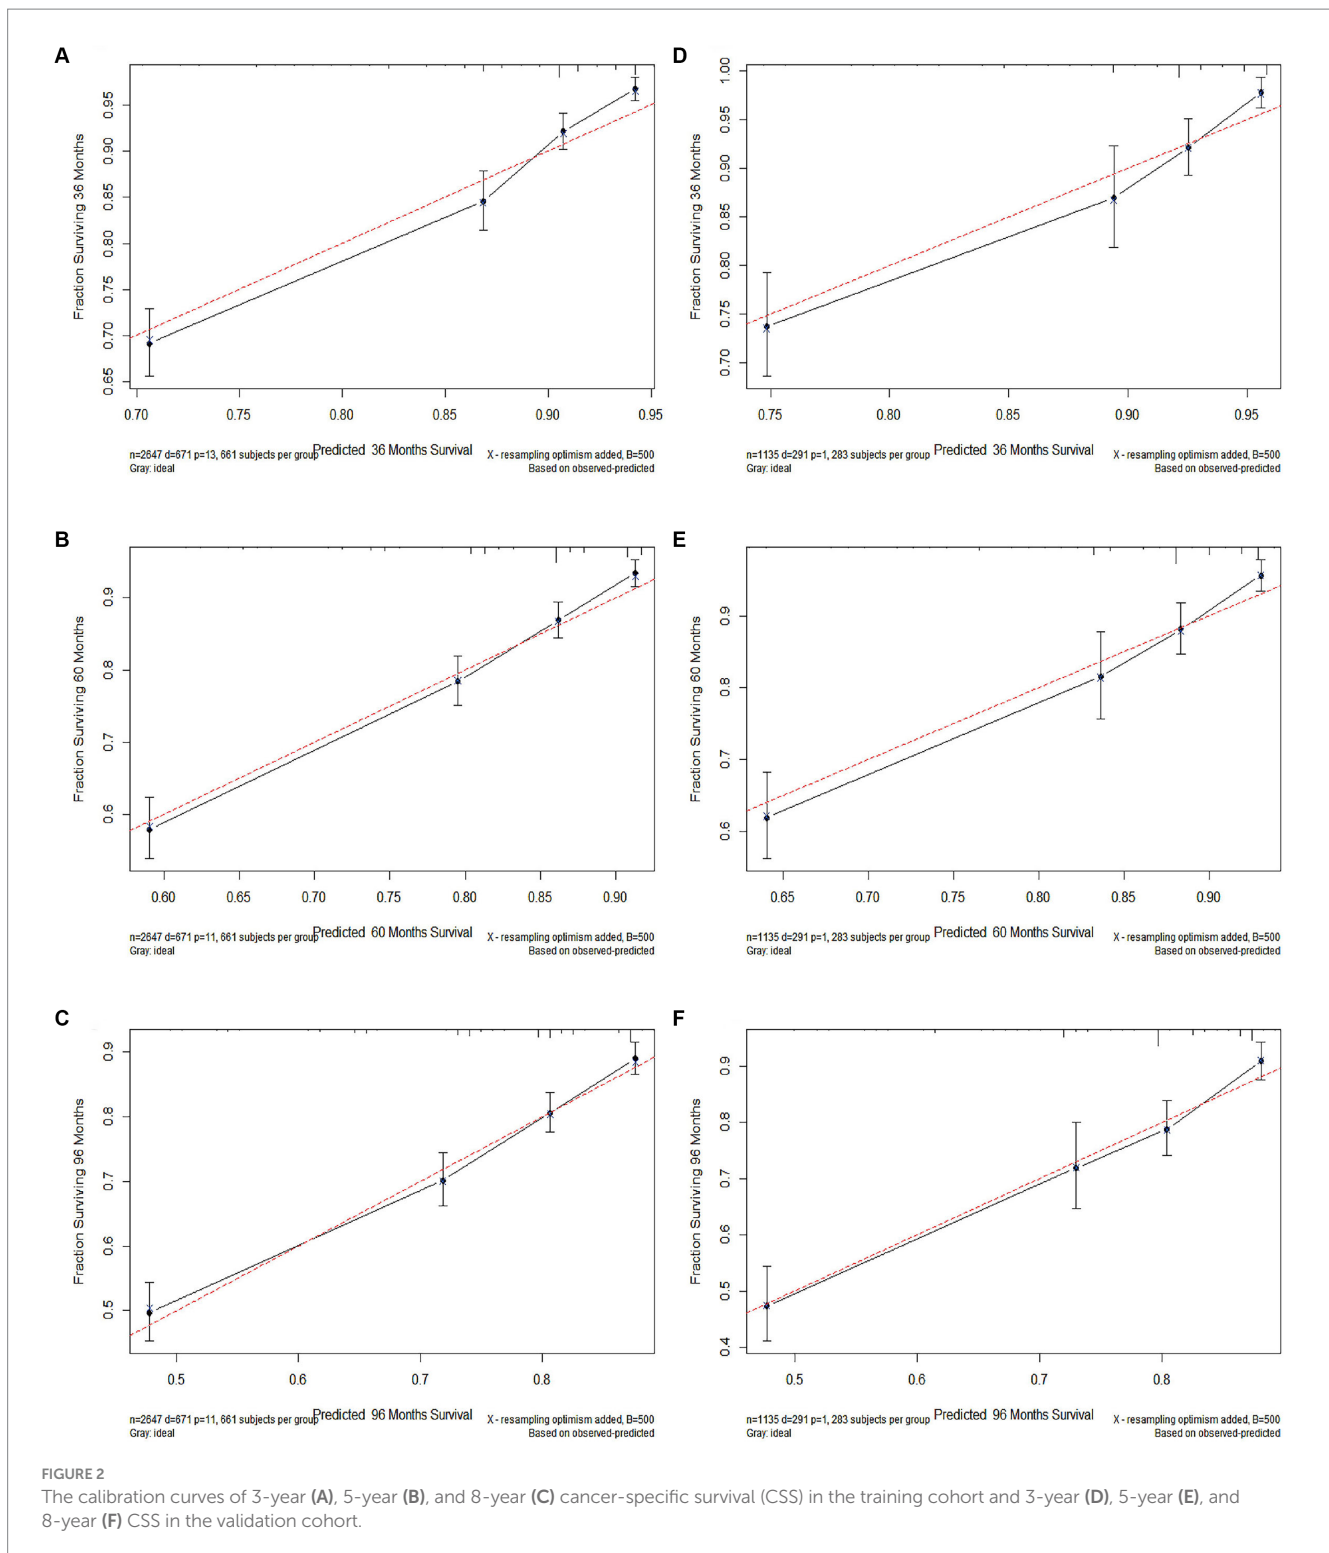 A
Fraction Surviving 36 Months
0.65 0.70 0.75 0.80 0.85 0.90 0.95
0.70 0.75 0.80 0.85 0.90 0.95
Predicted 36 Months Survival
n=2647 d=671 p=13, 661 subjects per group
Gray: ideal
X - resampling optimism added, B=500
Based on observed-predicted
D
Fraction Surviving 36 Months
0.70 0.75 0.80 0.85 0.90 0.95 1.00
0.75 0.80 0.85 0.90 0.95
Predicted 36 Months Survival
n=1135 d=291 p=1, 283 subjects per group
Gray: ideal
X - resampling optimism added, B=500
Based on observed-predicted
B
Fraction Surviving 60 Months
0.6 0.7 0.8 0.9
0.60 0.65 0.70 0.75 0.80 0.85 0.90
Predicted 60 Months Survival
n=2647 d=671 p=11, 661 subjects per group
Gray: ideal
X - resampling optimism added, B=500
Based on observed-predicted
E
Fraction Surviving 60 Months
0.6 0.7 0.8 0.9
0.65 0.70 0.75 0.80 0.85 0.90
Predicted 60 Months Survival
n=1135 d=291 p=1, 283 subjects per group
Gray: ideal
X - resampling optimism added, B=500
Based on observed-predicted
C
Fraction Surviving 96 Months
0.5 0.6 0.7 0.8 0.9
0.5 0.6 0.7 0.8
Predicted 96 Months Survival
n=2647 d=671 p=11, 661 subjects per group
Gray: ideal
X - resampling optimism added, B=500
Based on observed-predicted
F
Fraction Surviving 96 Months
0.4 0.5 0.6 0.7 0.8 0.9
0.5 0.6 0.7 0.8
Predicted 96 Months Survival
n=1135 d=291 p=1, 283 subjects per group
Gray: ideal
X - resampling optimism added, B=500
Based on observed-predicted
FIGURE 2
The calibration curves of 3-year (A), 5-year (B), and 8-year (C) cancer-specific survival (CSS) in the training cohort and 3-year (D), 5-year (E), and
8-year (F) CSS in the validation cohort.